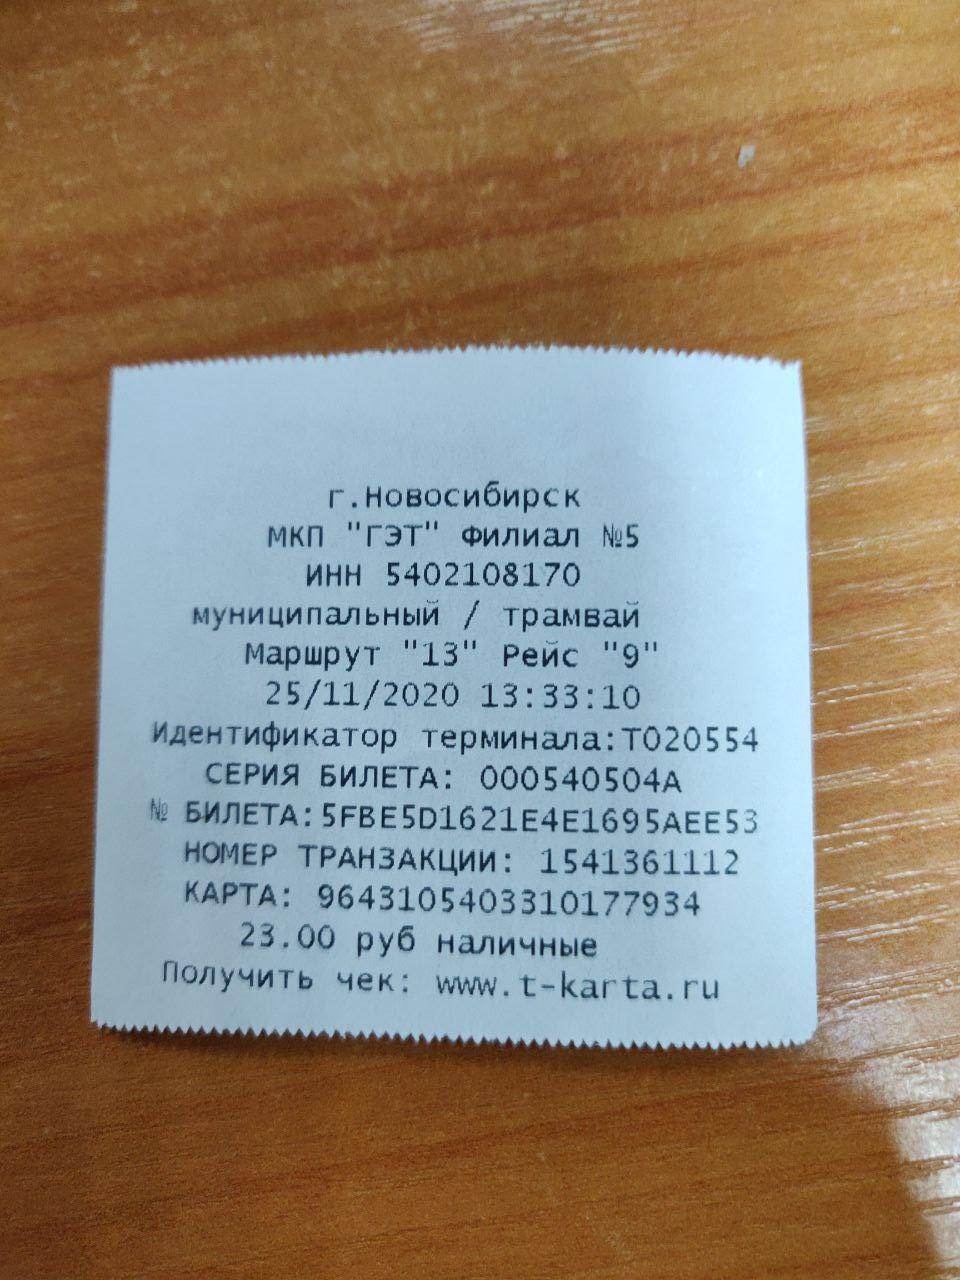 г.Новосибирск
МКП "ГЭТ" Филиал №5
ИНН 5402108170
муниципальный / трамвай
Маршрут "13" Рейс "9"
25/11/2020 13:33:10
Идентификатор терминала:T020554
СЕРИЯ БИЛЕТА: 000540504A
№ БИЛЕТА:5FBE5D1621E4E1695AEE53
НОМЕР ТРАНЗАКЦИИ: 1541361112
КАРТА: 9643105403310177934
23.00 руб наличные
Получить чек: www.t-karta.ru